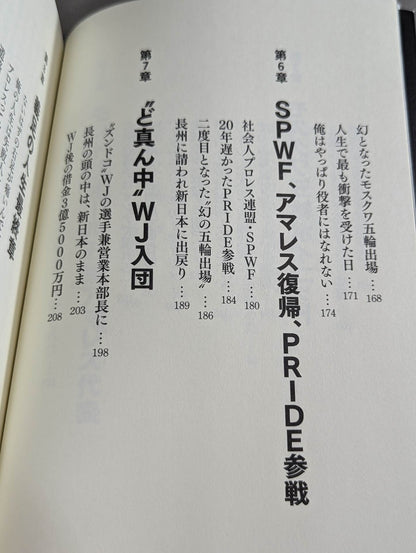 幻となったモスクワ五輪出場…168
人生で最も衝撃を受けた日…171
俺はやっぱり役者にはなれない…174
第6章 SPWF、アマレス復帰、PRIDE参戦
社会人プロレス連盟・SPWF…180
20年遅かったPRIDE参戦…184
二度目となった〝幻の五輪出場〟…186
長州に請われ新日本に出戻り…189
第7章 〝ど真ん中〟WJ入団
〝ズンドコ〟WJの選手兼営業本部長に…198
長州の頭の中は、新日本のまま…203
WJ後の借金3億5000万円…208